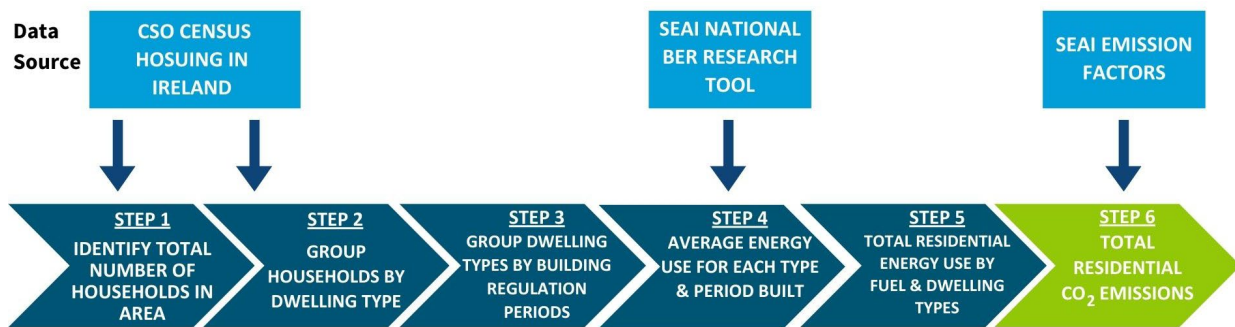 Data
Source
CSO CENSUS
HOSUING IN
IRELAND
SEAI NATIONAL
BER RESEARCH
TOOL
SEAI EMISSION
FACTORS
STEP 1
IDENTIFY TOTAL
NUMBER OF
HOUSEHOLDS IN
AREA
STEP 2
GROUP
HOUSEHOLDS BY
DWELLING TYPE
STEP 3
GROUP DWELLING
TYPES BY BUILDING
REGULATION
PERIODS
STEP 4
AVERAGE ENERGY
USE FOR EACH TYPE
& PERIOD BUILT
STEP 5
TOTAL RESIDENTIAL
ENERGY USE BY
FUEL & DWELLING
TYPES
STEP 6
TOTAL
RESIDENTIAL
CO₂ EMISSIONS